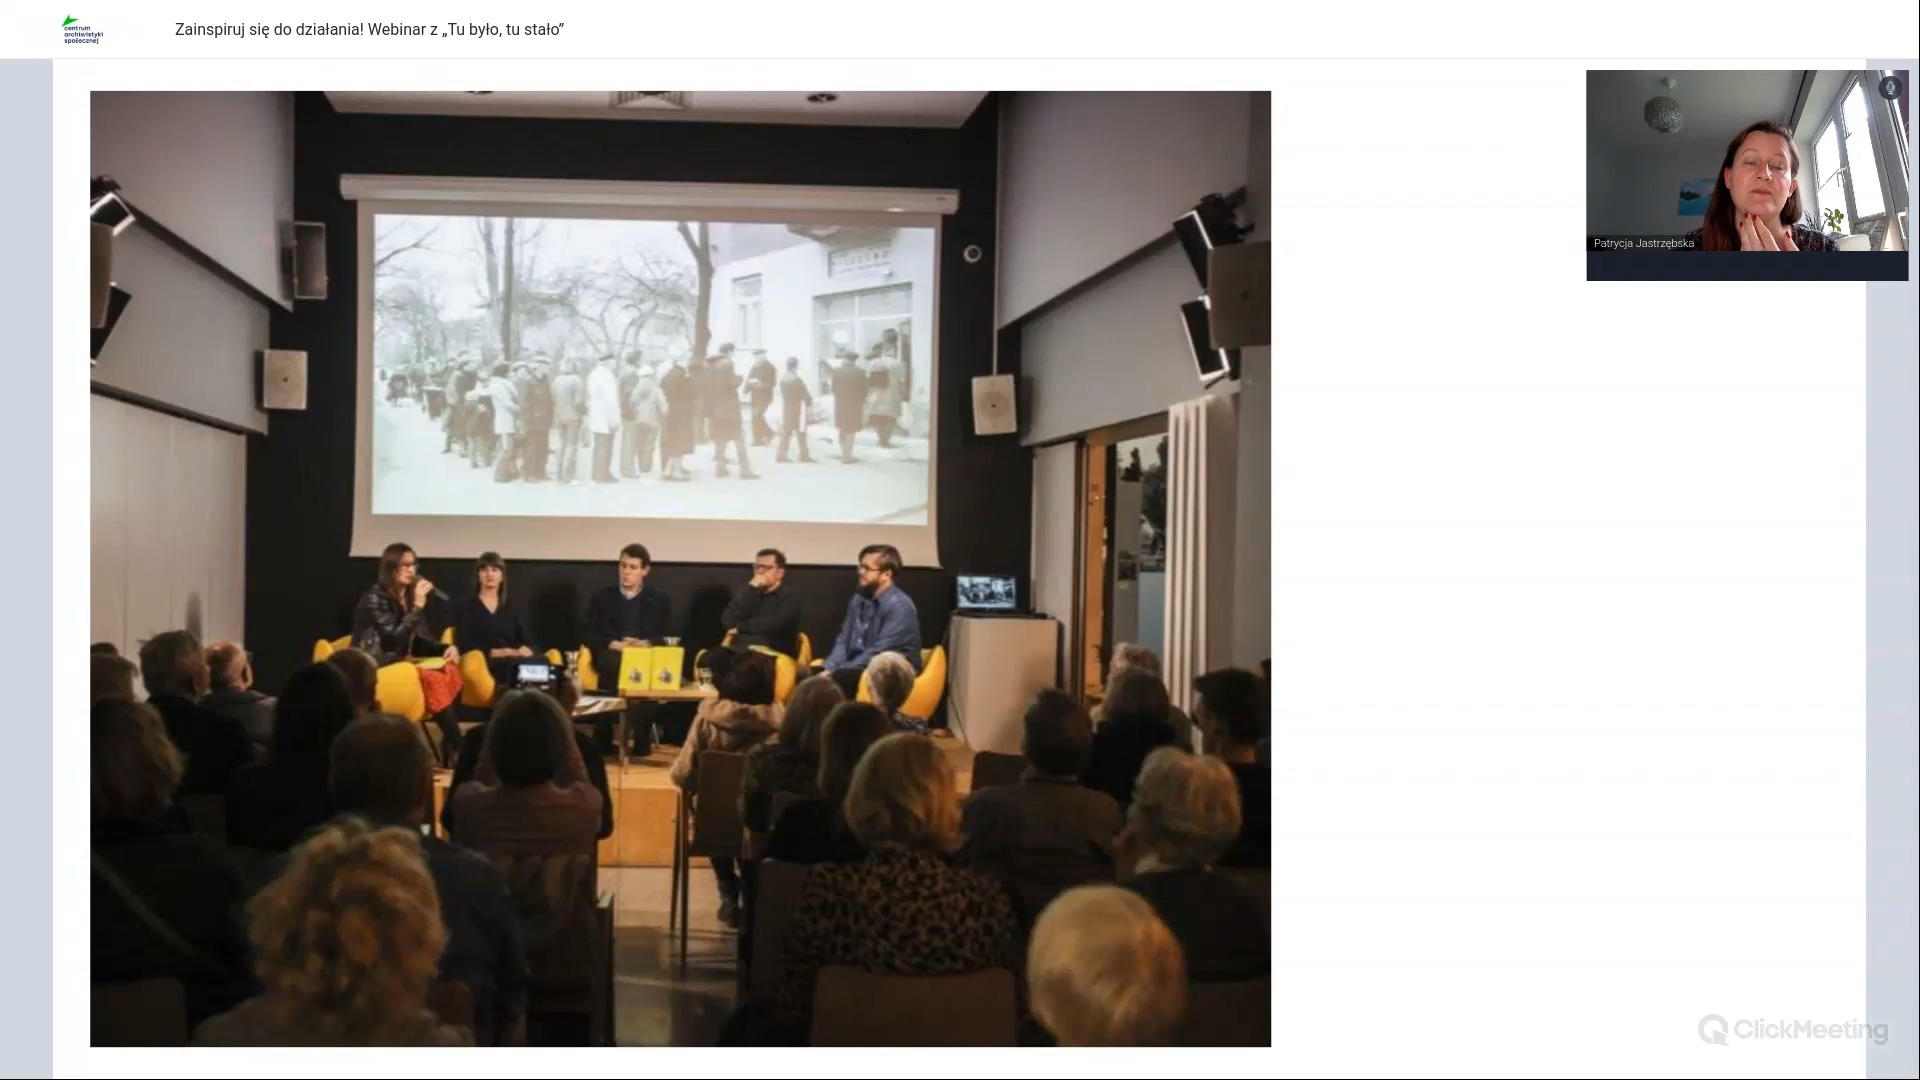 centrum
archiwistyki
społecznej
Zainspiruj się do działania! Webinar z „Tu było, tu stało”
Patrycja Jastrzębska
ClickMeeting